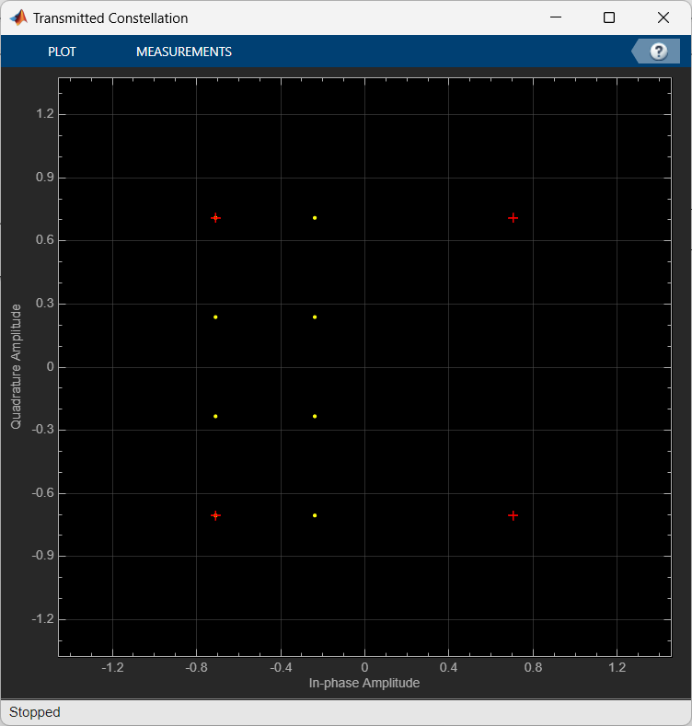 Transmitted Constellation
PLOT MEASUREMENTS ?
1.2
0.9
0.6
0.3
0
-0.3
-0.6
-0.9
-1.2
Quadrature Amplitude
-1.2 -0.8 -0.4 0 0.4 0.8 1.2
In-phase Amplitude
Stopped